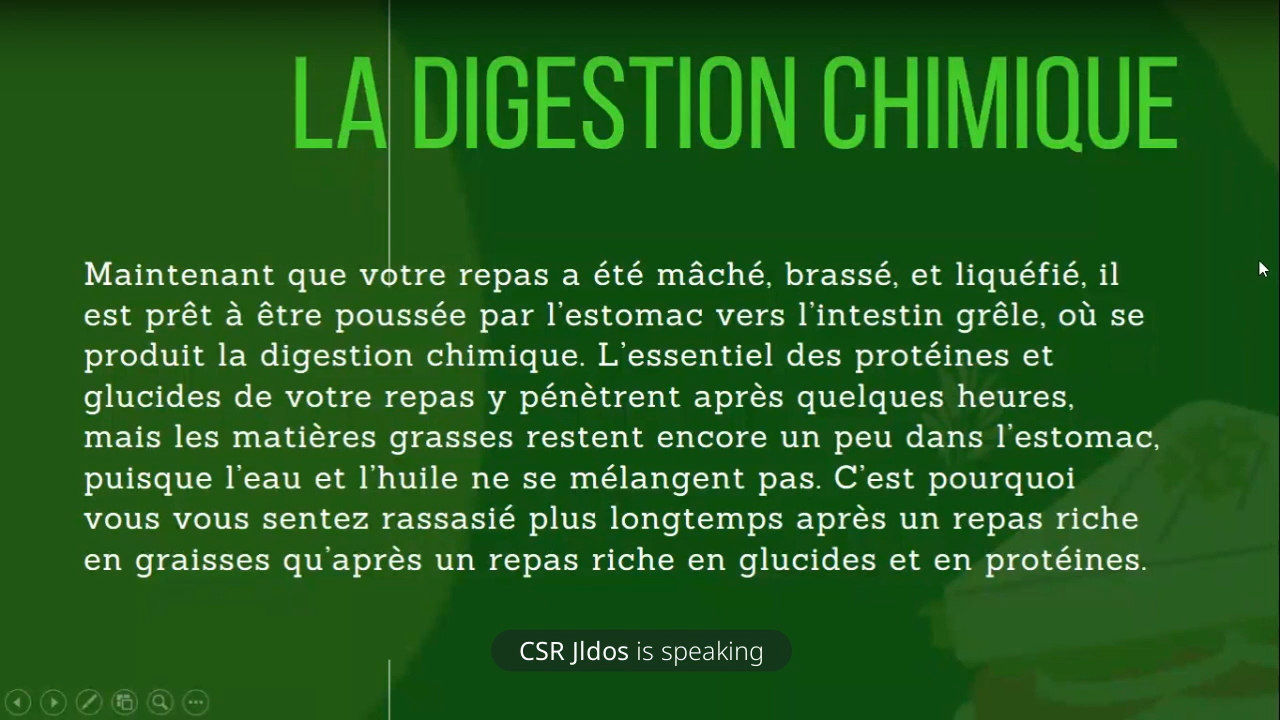 LA DIGESTION CHIMIQUE
Maintenant que votre repas a été mâché, brassé, et liquéfié, il
est prêt à être poussée par l'estomac vers l'intestin grêle, où se
produit la digestion chimique. L'essentiel des protéines et
glucides de votre repas y pénètrent après quelques heures,
mais les matières grasses restent encore un peu dans l'estomac,
puisque l'eau et l'huile ne se mélangent pas. C'est pourquoi
vous vous sentez rassasié plus longtemps après un repas riche
en graisses qu'après un repas riche en glucides et en protéines.
CSR Jldos is speaking